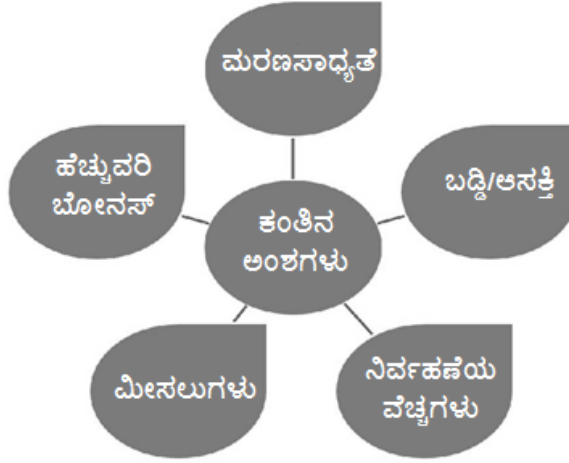 ಮರಣಸಾಧ್ಯತೆ
ಹೆಚ್ಚುವರಿ
ಬೋನಸ್
ಬಡ್ಡಿ/ಆಸಕ್ತಿ
ಕಂತಿನ
ಅಂಶಗಳು
ಮೀಸಲುಗಳು
ನಿರ್ವಹಣೆಯ
ವೆಚ್ಚಗಳು